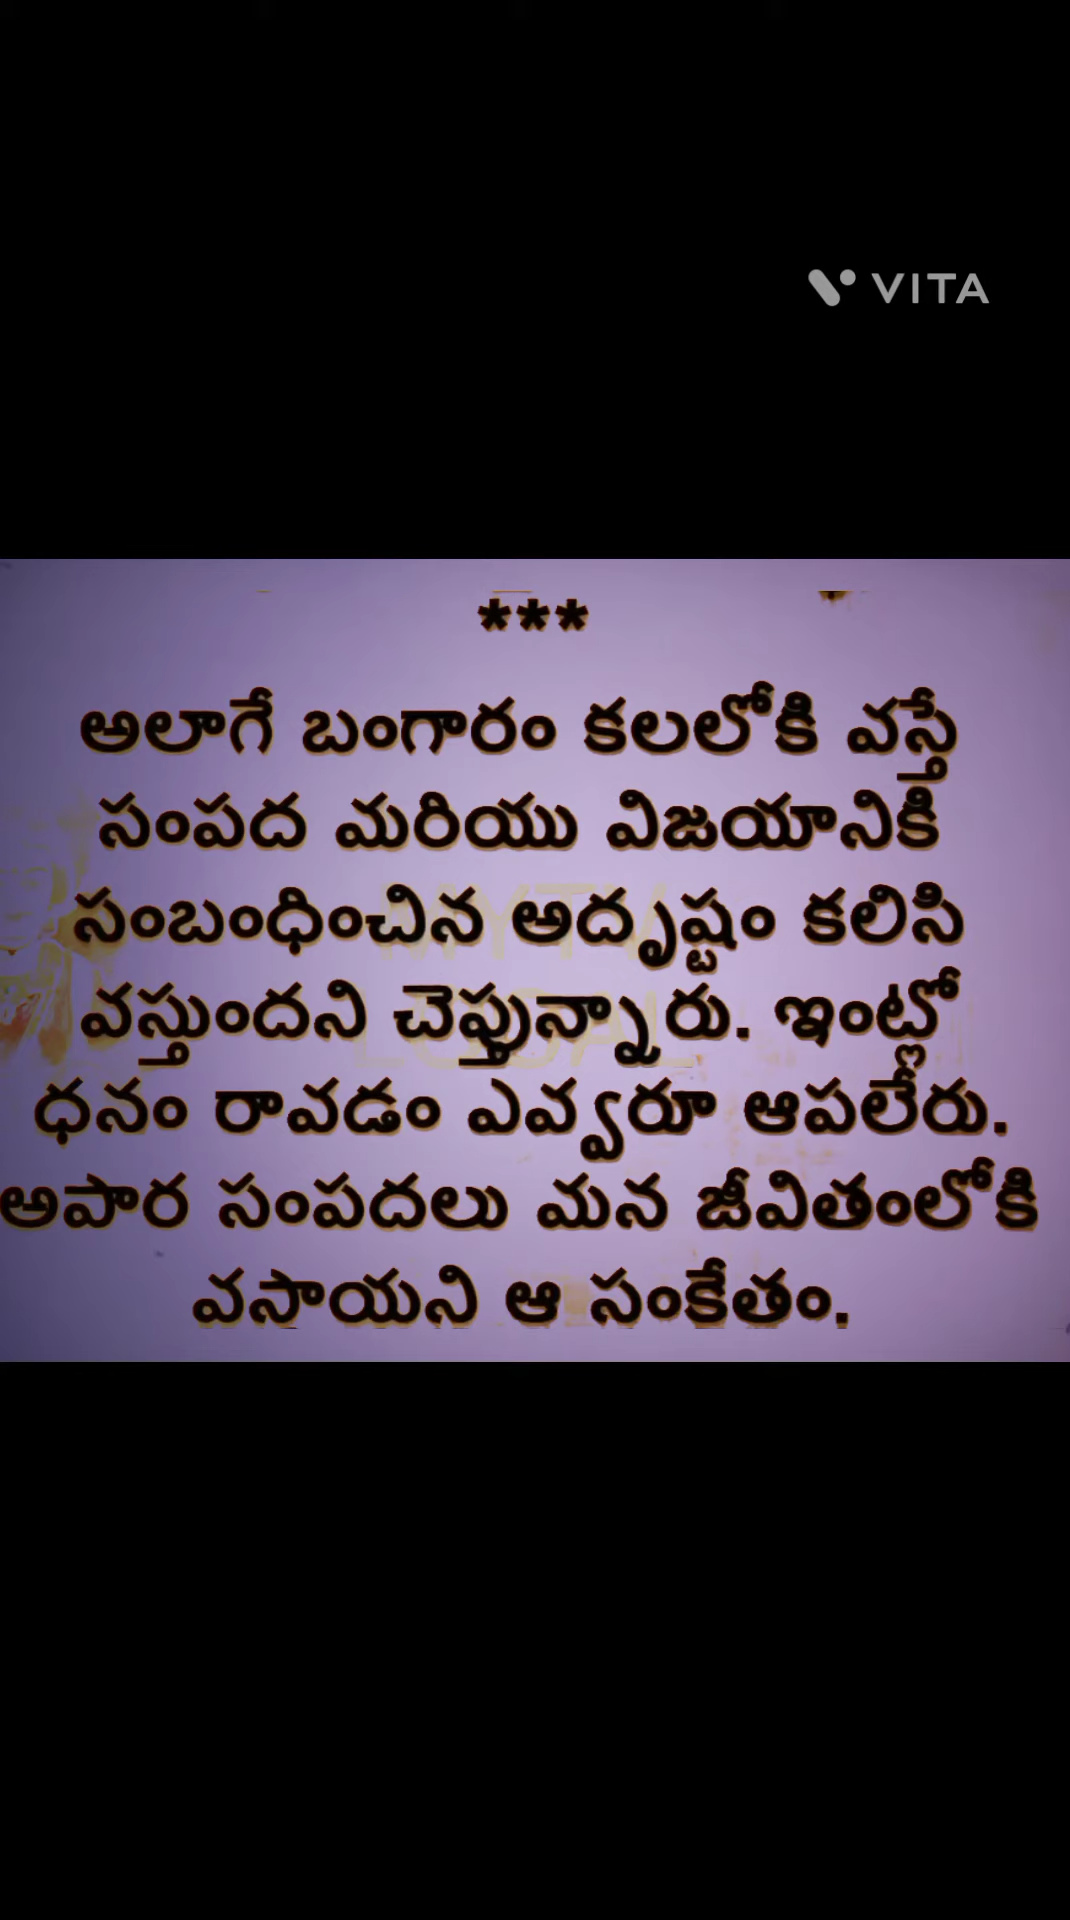 VITA
***
అలాగే బంగారం కలలోకి వస్తే
సంపద మరియు విజయానికి
సంబంధించిన అదృష్టం కలిసి
వస్తుందని చెప్తున్నారు. ఇంట్లో
ధనం రావడం ఎవ్వరూ ఆపలేరు.
అపార సంపదలు మన జీవితంలోకి
వసాయని ఆ సంకేతం.